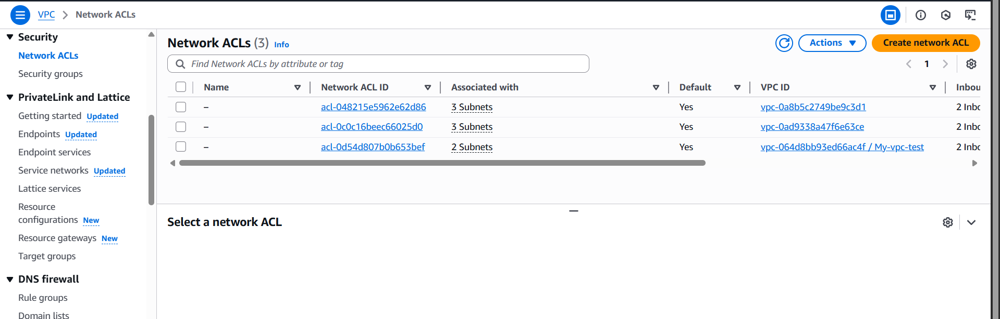 VPC > Network ACLs
Security
Network ACLs
Security groups
PrivateLink and Lattice
Getting started Updated
Endpoints Updated
Endpoint services
Service networks Updated
Lattice services
Resource
configurations New
Resource gateways New
Target groups
DNS firewall
Rule groups
Domain lists
Network ACLs (3) Info
Actions
Create network ACL
Find Network ACLs by attribute or tag
1
Name Network ACL ID Associated with Default VPC ID Inbou
– acl-048215e5962e62d86 3 Subnets Yes vpc-0a8b5c2749be9c3d1 2 Inbc
– acl-0c0c16beec66025d0 3 Subnets Yes vpc-0ad9338a47f6e63ce 2 Inbc
– acl-0d54d807b0b653bef 2 Subnets Yes vpc-064d8bb93ed66ac4f / My-vpc-test 2 Inbc
Select a network ACL